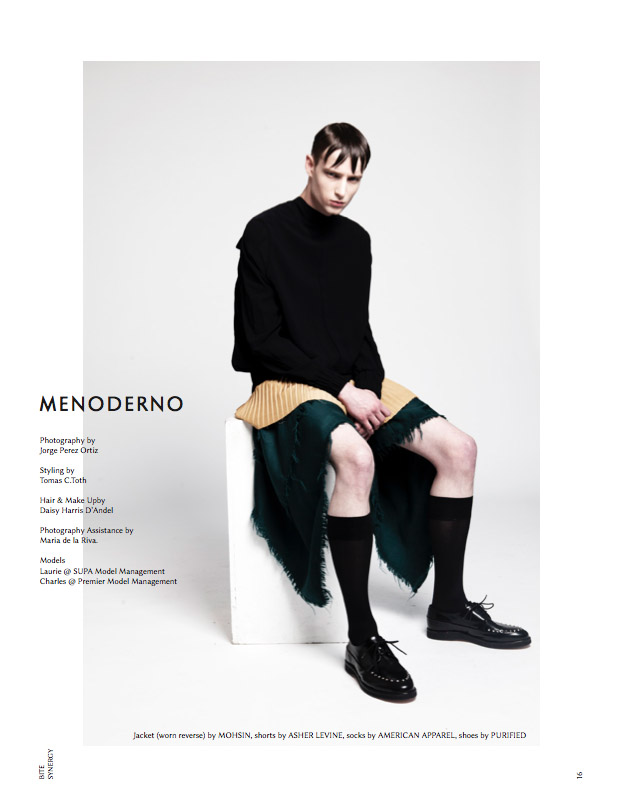 MENODERNO
Photography by
Jorge Perez Ortiz
Styling by
Tomas C.Toth
Hair & Make Upby
Daisy Harris D'Andel
Photography Assistance by
Maria de la Riva.
Models
Laurie @ SUPA Model Management
Charles @ Premier Model Management
Jacket (worn reverse) by MOHSIN, shorts by ASHER LEVINE, socks by AMERICAN APPAREL, shoes by PURIFIED
BITE
SYNERGY
16